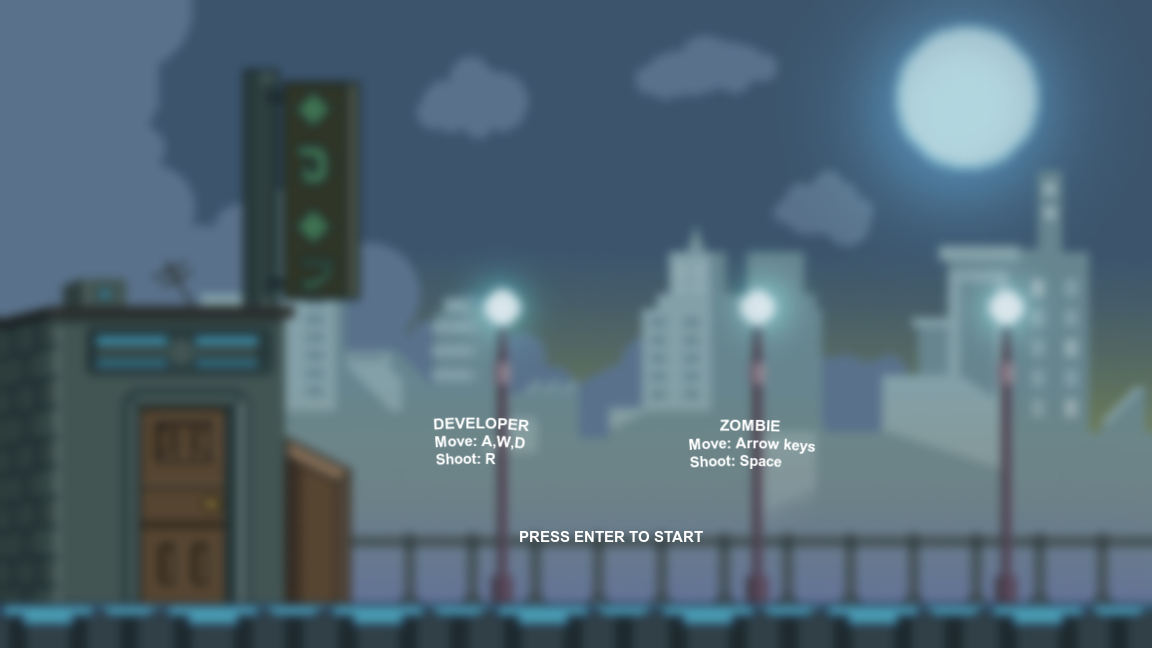 DEVELOPER
Move: A,W,D
Shoot: R
ZOMBIE
Move: Arrow keys
Shoot: Space
PRESS ENTER TO START